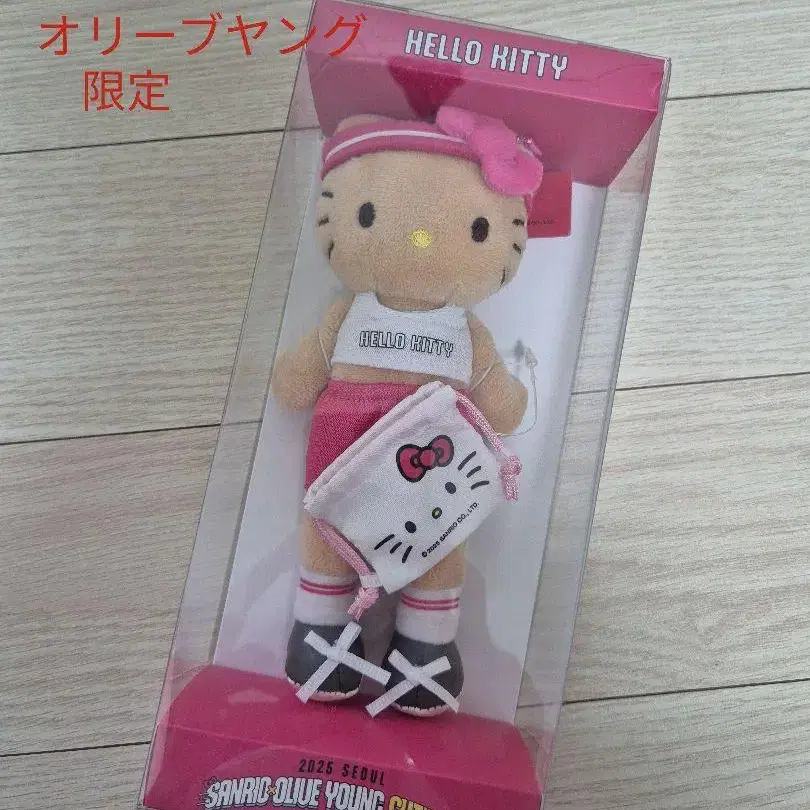 オリーブヤング
限定
HELLO KITTY
HELLO KITTY
© 2025 SANRIO CO., LTD.
2025 SEOUL
SANRIO×OLIVE YOUNG